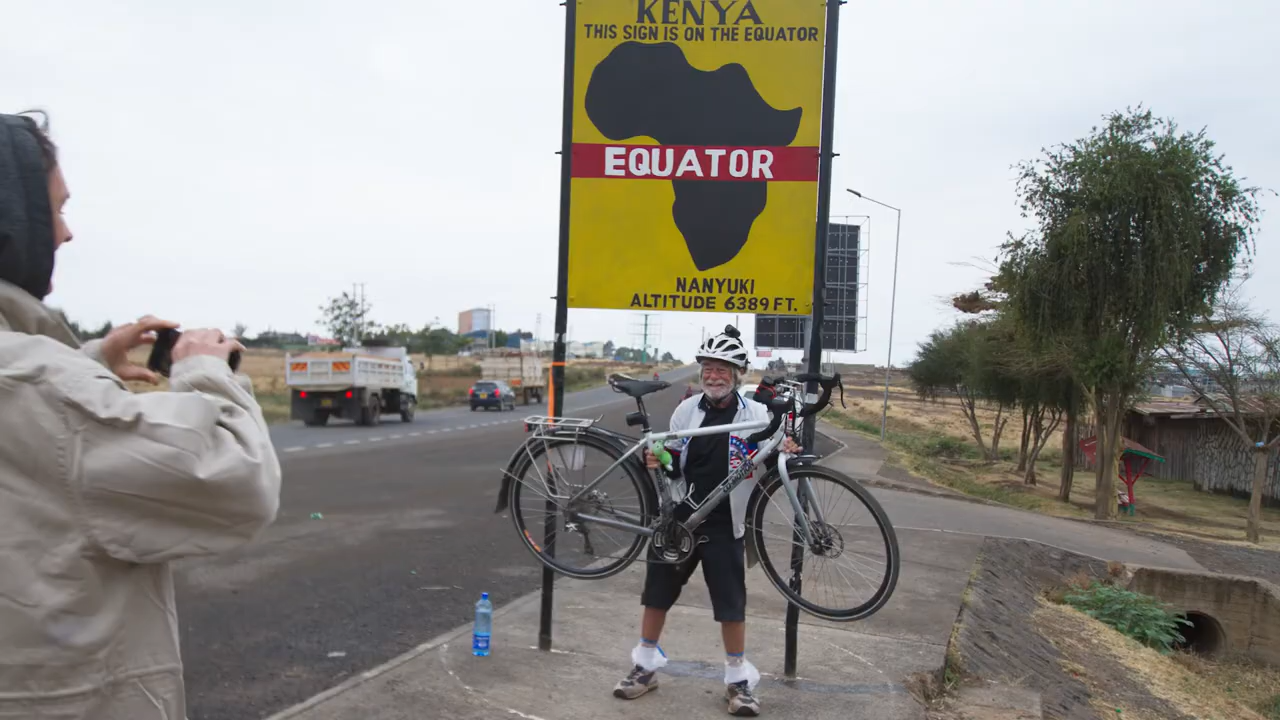 KENYA
THIS SIGN IS ON THE EQUATOR
EQUATOR
NANYUKI
ALTITUDE 6389 FT.